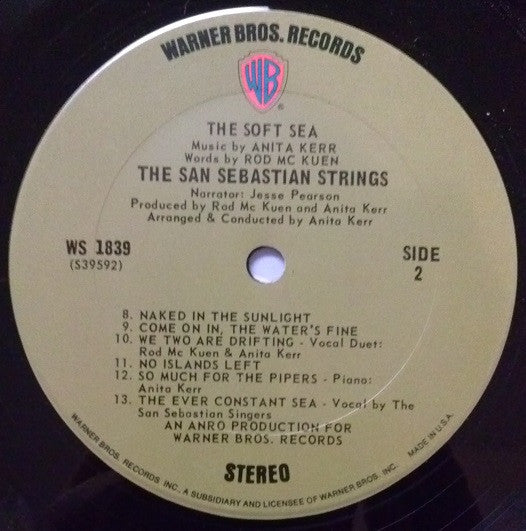 WARNER BROS. RECORDS
WB
®
THE SOFT SEA
Music by ANITA KERR
Words by ROD MC KUEN
THE SAN SEBASTIAN STRINGS
Narrator: Jesse Pearson
Produced by Rod Mc Kuen and Anita Kerr
Arranged & Conducted by Anita Kerr
WS 1839
(S39592)
SIDE
2
8. NAKED IN THE SUNLIGHT
9. COME ON IN, THE WATER'S FINE
10. WE TWO ARE DRIFTING - Vocal Duet:
Rod Mc Kuen & Anita Kerr
11. NO ISLANDS LEFT
12. SO MUCH FOR THE PIPERS - Piano:
Anita Kerr
13. THE EVER CONSTANT SEA - Vocal by The
San Sebastian Singers
AN ANRO PRODUCTION FOR
WARNER BROS. RECORDS
STEREO
WARNER BROS. RECORDS INC., A SUBSIDIARY AND LICENSEE OF WARNER BROS. INC.
MADE IN U.S.A.